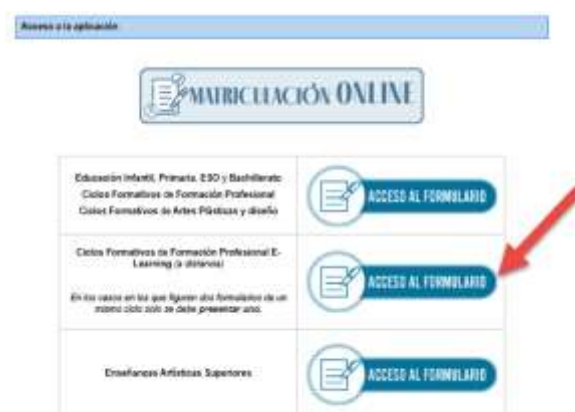 Acceso a la aplicación
MATRICULACIÓN ONLINE
Educación Infantil, Primaria, ESO y Bachillerato
Ciclos Formativos de Formación Profesional
Ciclos Formativos de Artes Plásticas y diseño
ACCESO AL FORMULARIO
Ciclos Formativos de Formación Profesional E-
Learning (a distancia)
En los casos en los que figuren dos formularios de un
mismo ciclo solo se debe presentar uno.
ACCESO AL FORMULARIO
Enseñanzas Artísticas Superiores
ACCESO AL FORMULARIO